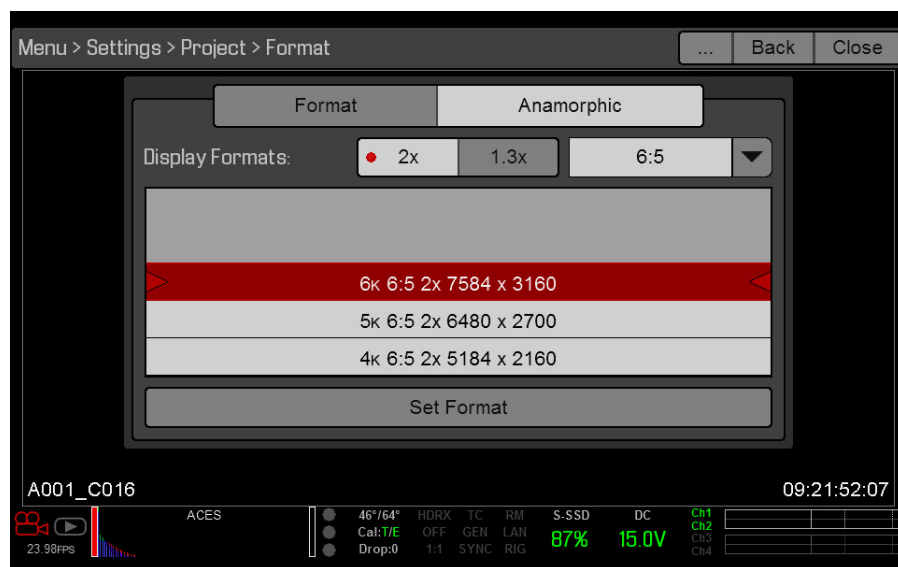 Menu > Settings > Project > Format ... Back Close
Format Anamorphic
Display Formats: 2x 1.3x 6:5
6K 6:5 2x 7584 x 3160
5K 6:5 2x 6480 x 2700
4K 6:5 2x 5184 x 2160
Set Format
A001_C016 09:21:52:07
ACES 46°/64° HDRX TC RM S-SSD DC Ch1
Cal:T/E OFF GEN LAN 87% 15.0V Ch2
23.98FPS Drop:0 1:1 SYNC RIG Ch3
Ch4